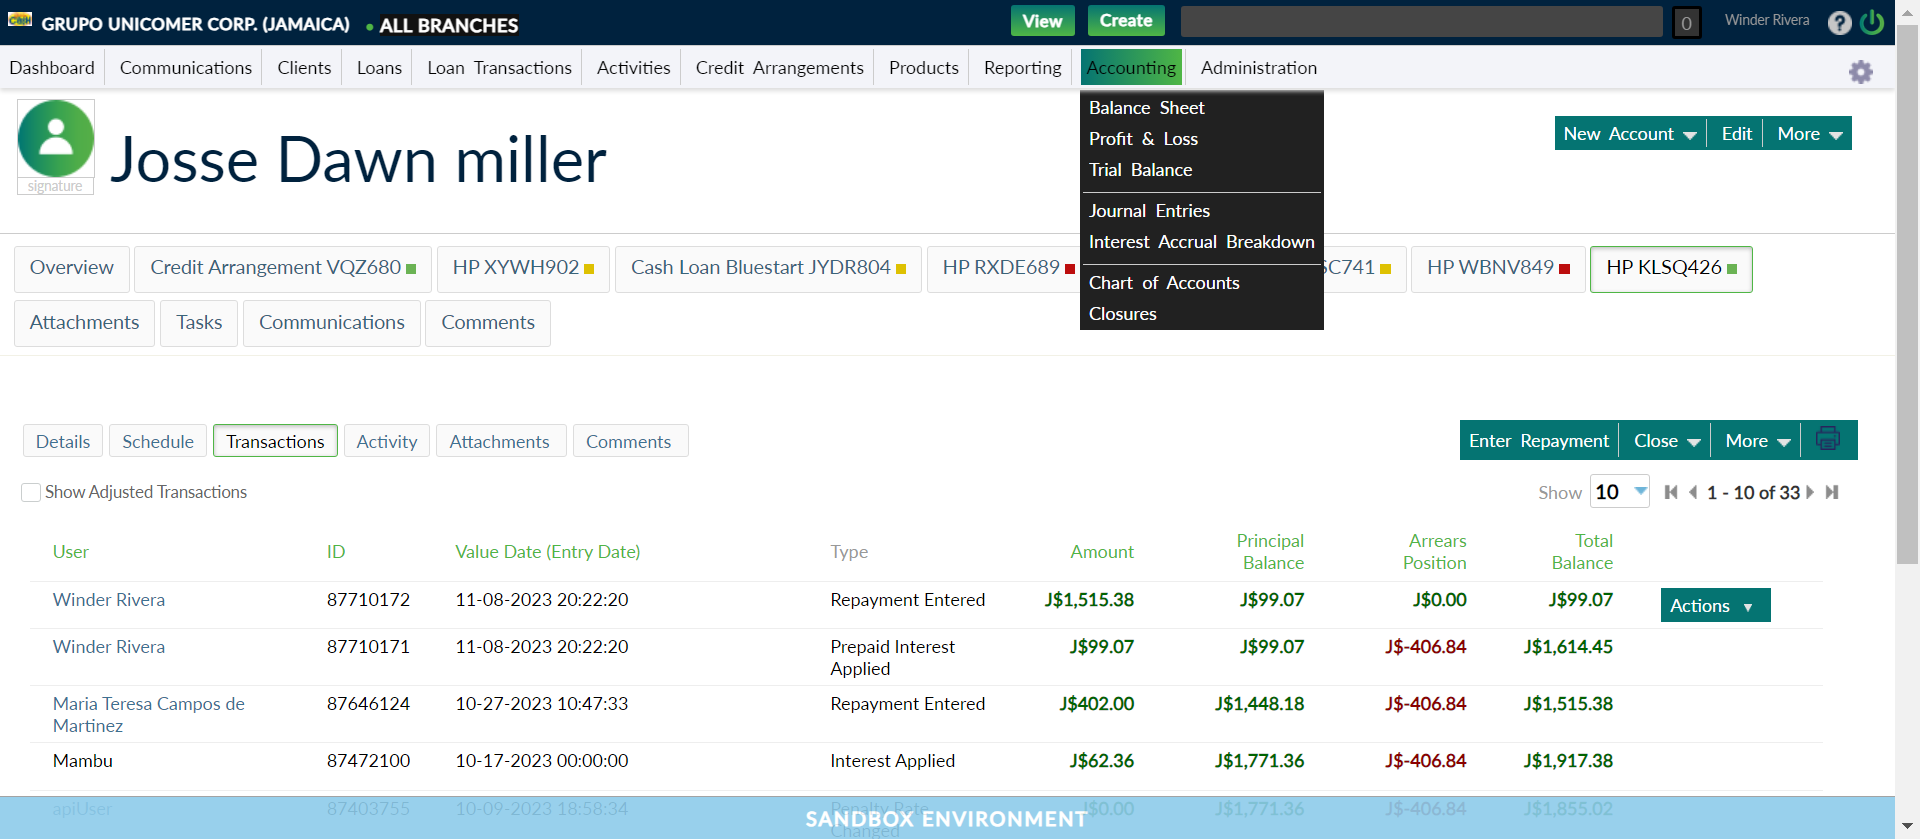 CaSH GRUPO UNICOMER CORP. (JAMAICA) ALL BRANCHES View Create 0 Winder Rivera ?
Dashboard Communications Clients Loans Loan Transactions Activities Credit Arrangements Products Reporting Accounting Administration
Balance Sheet
Profit & Loss
Trial Balance
Journal Entries
Interest Accrual Breakdown
Chart of Accounts
Closures
signature
Josse Dawn miller
New Account Edit More
Overview Credit Arrangement VQZ680 HP XYWH902 Cash Loan Bluestart JYDR804 HP RXDE689 SC741 HP WBNV849 HP KLSQ426
Attachments Tasks Communications Comments
Details Schedule Transactions Activity Attachments Comments
Enter Repayment Close More
Show Adjusted Transactions
Show 10 1 - 10 of 33
User ID Value Date (Entry Date) Type Amount Principal Balance Arrears Position Total Balance
Winder Rivera 87710172 11-08-2023 20:22:20 Repayment Entered J$1,515.38 J$99.07 J$0.00 J$99.07 Actions
Winder Rivera 87710171 11-08-2023 20:22:20 Prepaid Interest Applied J$99.07 J$99.07 J$-406.84 J$1,614.45
Maria Teresa Campos de Martinez 87646124 10-27-2023 10:47:33 Repayment Entered J$402.00 J$1,448.18 J$-406.84 J$1,515.38
Mambu 87472100 10-17-2023 00:00:00 Interest Applied J$62.36 J$1,771.36 J$-406.84 J$1,917.38
apiUser 87403755 10-09-2023 18:58:34 Penalty Rate Changed J$0.00 J$1,771.36 J$-406.84 J$1,855.02
SANDBOX ENVIRONMENT